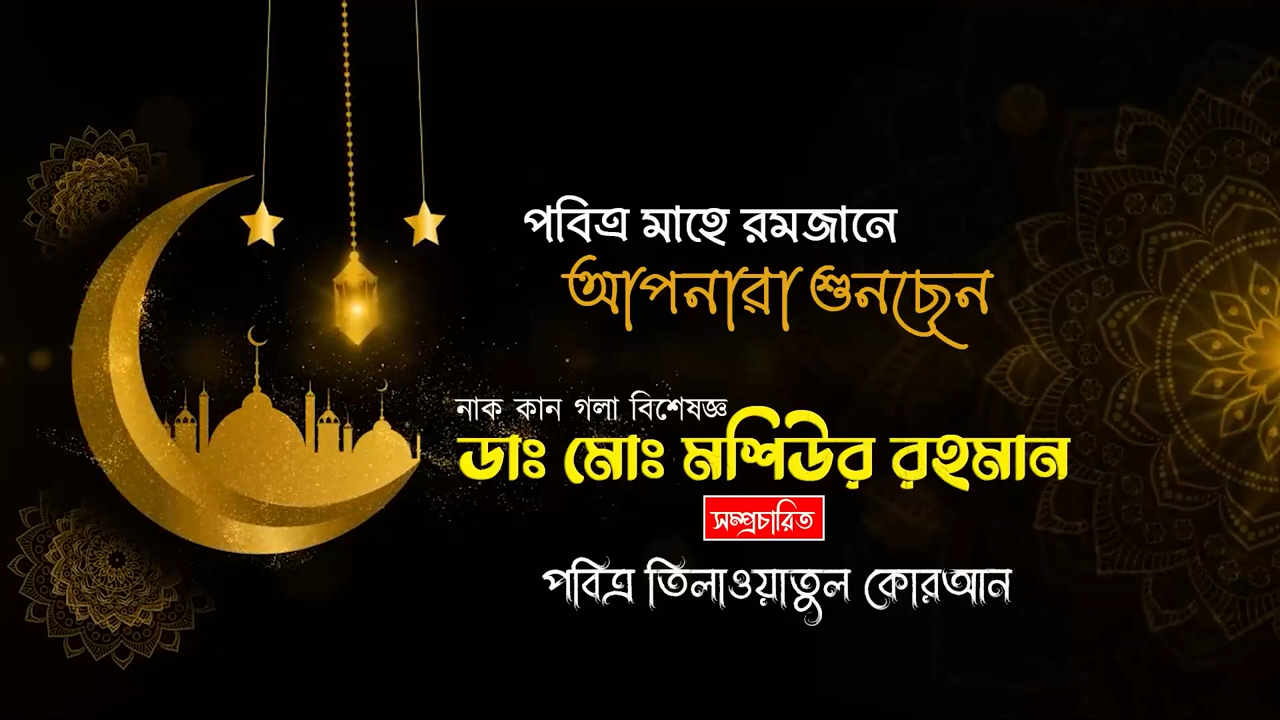 পবিত্র মাহে রমজানে
আপনারা শুনছেন
নাক কান গলা বিশেষজ্ঞ
ডাঃ মোঃ মশিউর রহমান
সম্প্রচারিত
পবিত্র তিলাওয়াতুল কোরআন